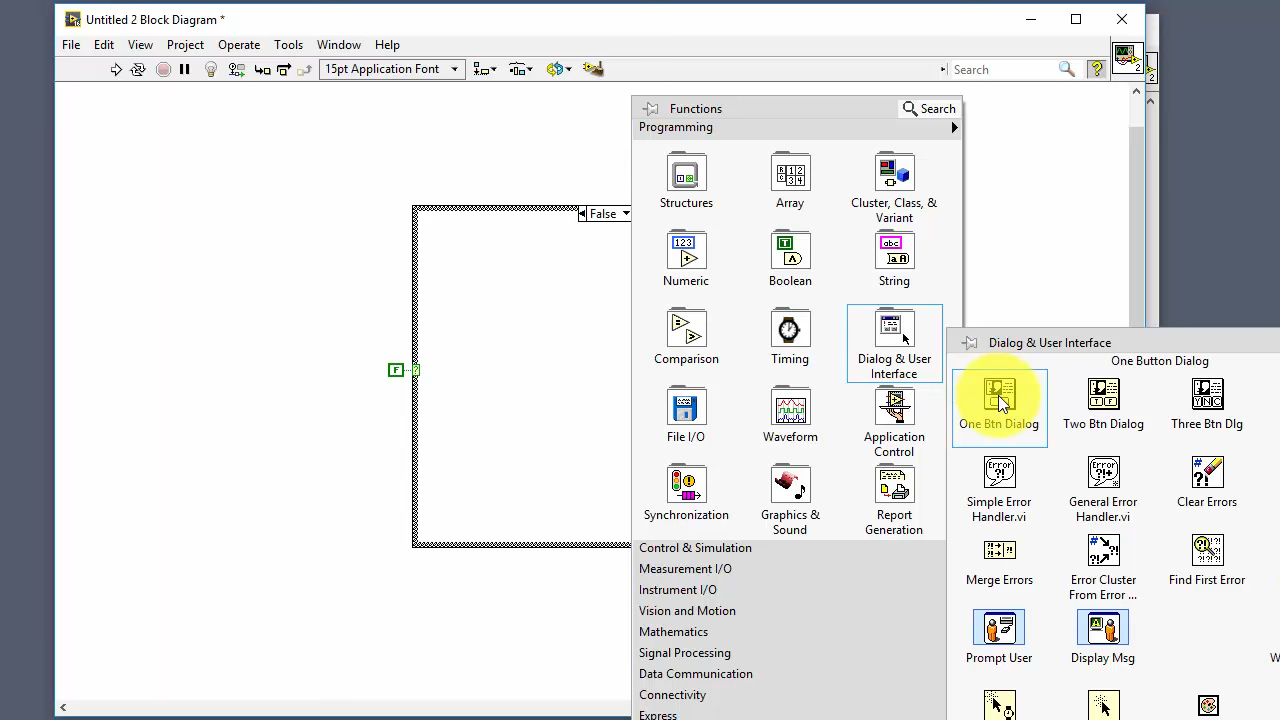 Untitled 2 Block Diagram *
File Edit View Project Operate Tools Window Help
15pt Application Font
Search
?
2
2
Functions
Search
Programming
Structures
Array
Cluster, Class, &
Variant
Numeric
Boolean
String
Comparison
Timing
Dialog & User
Interface
File I/O
Waveform
Application
Control
Synchronization
Graphics &
Sound
Report
Generation
Control & Simulation
Measurement I/O
Instrument I/O
Vision and Motion
Mathematics
Signal Processing
Data Communication
Connectivity
Express
False
F
?
Dialog & User Interface
One Button Dialog
One Btn Dialog
Two Btn Dialog
Three Btn Dlg
Simple Error
Handler.vi
General Error
Handler.vi
Clear Errors
Merge Errors
Error Cluster
From Error ...
Find First Error
Prompt User
Display Msg
W